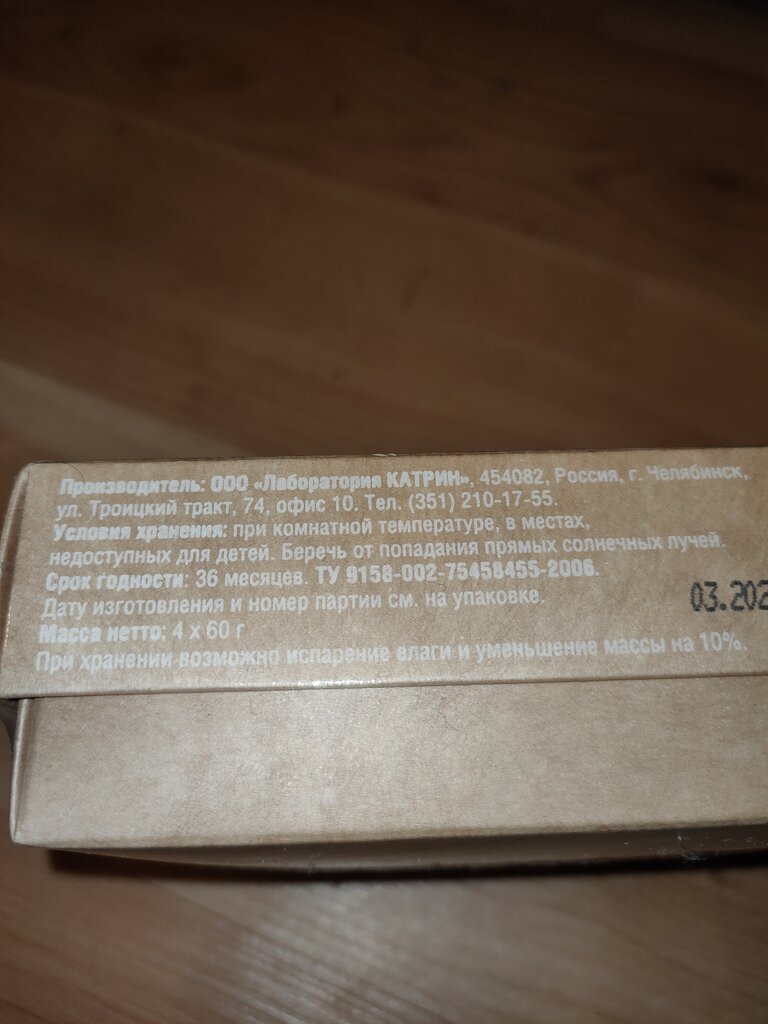 Производитель: ООО «Лаборатория КАТРИН», 454082, Россия, г. Челябинск,
ул. Троицкий тракт, 74, офис 10. Тел. (351) 210-17-55.
Условия хранения: при комнатной температуре, в местах,
недоступных для детей. Беречь от попадания прямых солнечных лучей.
Срок годности: 36 месяцев. ТУ 9158-002-75458455-2006.
Дату изготовления и номер партии см. на упаковке.
03.202
Масса нетто: 4 х 60 г
При хранении возможно испарение влаги и уменьшение массы на 10%.